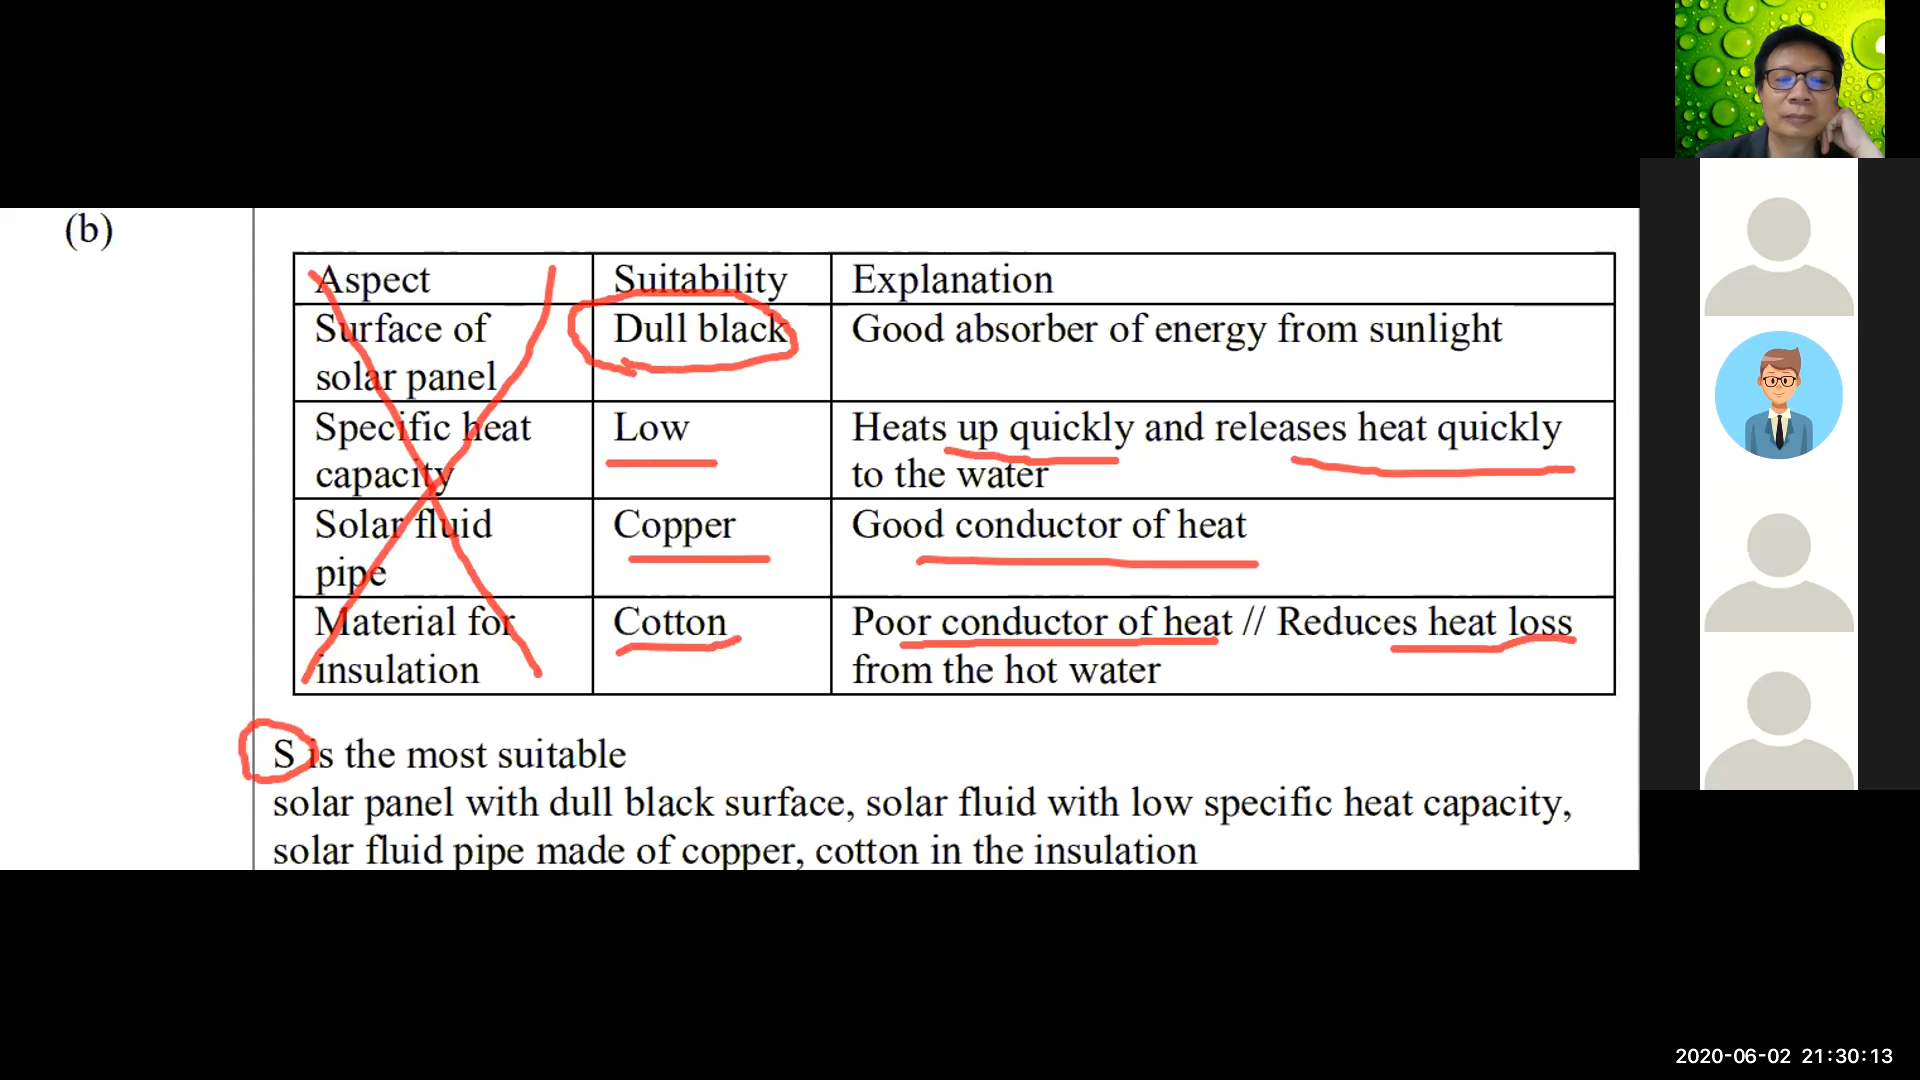 (b)
Aspect Suitability Explanation
Surface of solar panel Dull black Good absorber of energy from sunlight
Specific heat capacity Low Heats up quickly and releases heat quickly
to the water
Solar fluid pipe Copper Good conductor of heat
Material for insulation Cotton Poor conductor of heat // Reduces heat loss
from the hot water
S is the most suitable
solar panel with dull black surface, solar fluid with low specific heat capacity,
solar fluid pipe made of copper, cotton in the insulation
2020-06-02 21:30:13